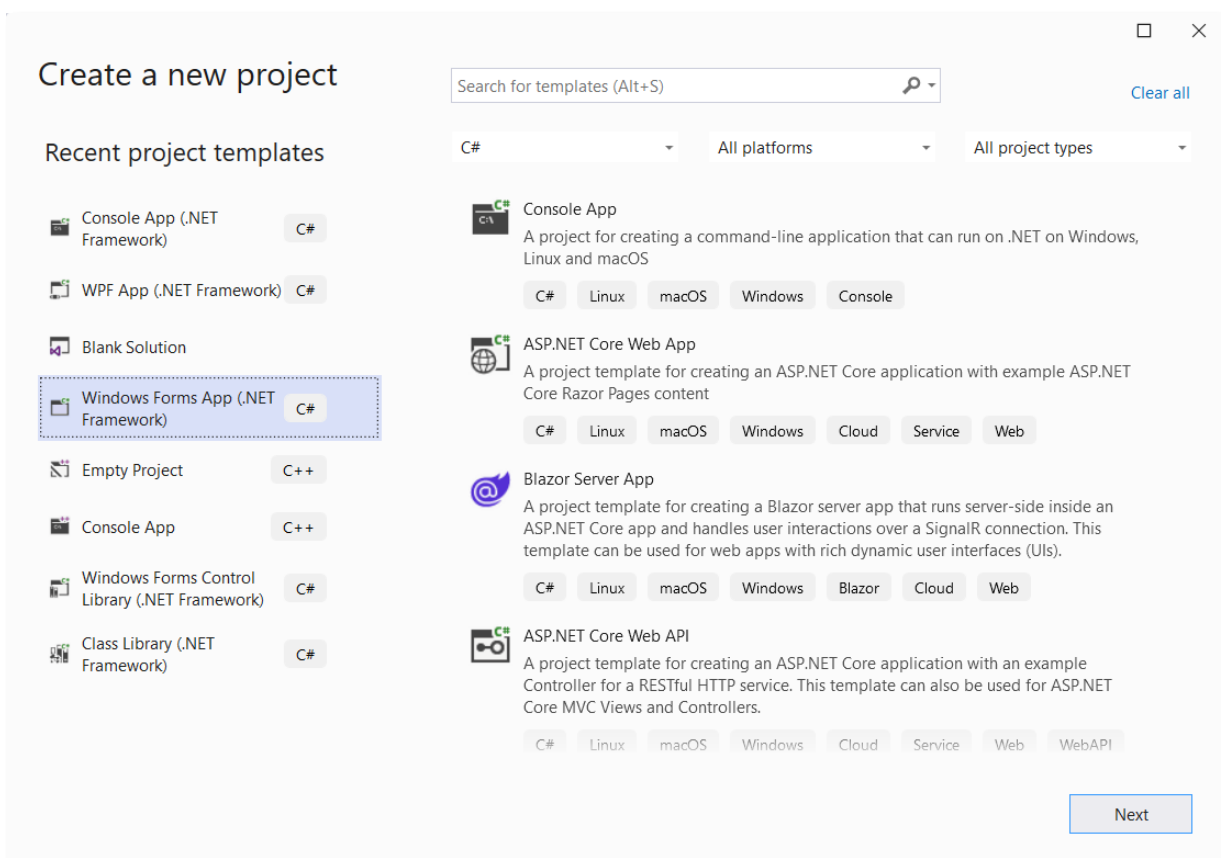 Create a new project
Search for templates (Alt+S)
Clear all
Recent project templates
C#
All platforms
All project types
Console App (.NET
Framework)
C#
WPF App (.NET Framework)
C#
Blank Solution
Windows Forms App (.NET
Framework)
C#
Empty Project
C++
Console App
C++
Windows Forms Control
Library (.NET Framework)
C#
Class Library (.NET
Framework)
C#
Console App
A project for creating a command-line application that can run on .NET on Windows,
Linux and macOS
C# Linux macOS Windows Console
ASP.NET Core Web App
A project template for creating an ASP.NET Core application with example ASP.NET
Core Razor Pages content
C# Linux macOS Windows Cloud Service Web
Blazor Server App
A project template for creating a Blazor server app that runs server-side inside an
ASP.NET Core app and handles user interactions over a SignalR connection. This
template can be used for web apps with rich dynamic user interfaces (UIs).
C# Linux macOS Windows Blazor Cloud Web
ASP.NET Core Web API
A project template for creating an ASP.NET Core application with an example
Controller for a RESTful HTTP service. This template can also be used for ASP.NET
Core MVC Views and Controllers.
C# Linux macOS Windows Cloud Service Web WebAPI
Next